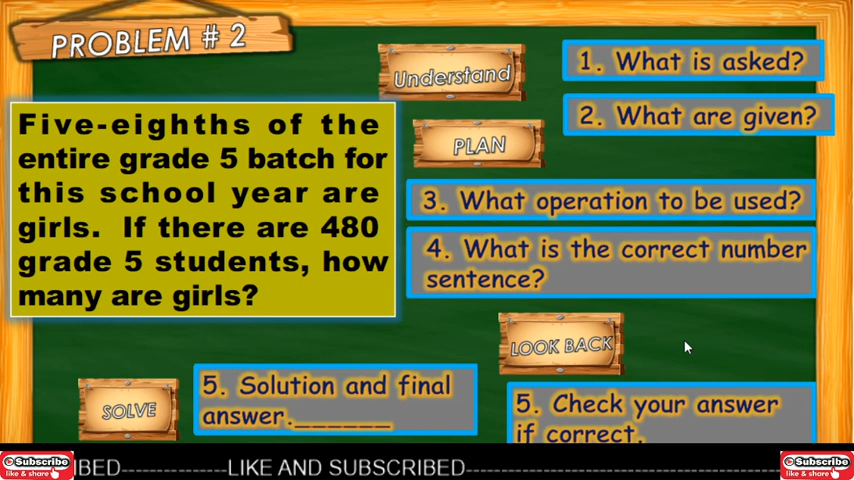 PROBLEM # 2
Five-eighths of the
entire grade 5 batch for
this school year are
girls. If there are 480
grade 5 students, how
many are girls?
Understand
1. What is asked?
2. What are given?
PLAN
3. What operation to be used?
4. What is the correct number
sentence?
SOLVE
5. Solution and final
answer.______
LOOK BACK
5. Check your answer
if correct.
Subscribe
like & share
IBED--------------LIKE AND SUBSCRIBED------------------------------------------
Subscribe
like & share